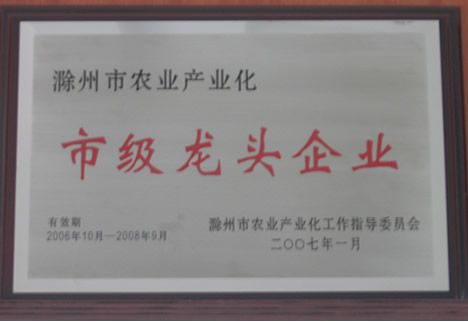 滁州市农业产业化
市级龙头企业
有效期
2006年10月—2008年9月
滁州市农业产业化工作指导委员会
二〇〇七年一月